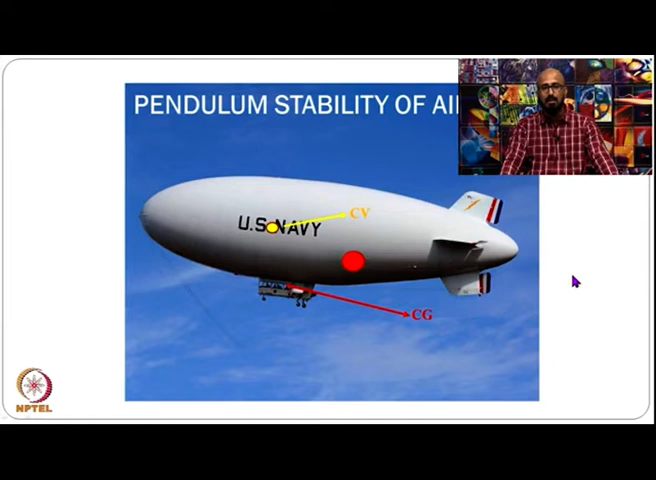 PENDULUM STABILITY OF AI
U.S NAVY
CV
CG
NPTEL